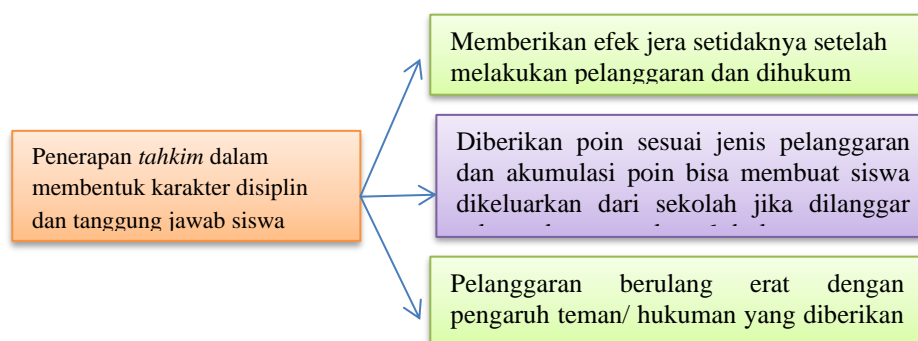 Penerapan tahkim dalam
membentuk karakter disiplin
dan tanggung jawab siswa
Memberikan efek jera setidaknya setelah
melakukan pelanggaran dan dihukum
Diberikan poin sesuai jenis pelanggaran
dan akumulasi poin bisa membuat siswa
dikeluarkan dari sekolah jika dilanggar
Pelanggaran berulang erat dengan
pengaruh teman/ hukuman yang diberikan